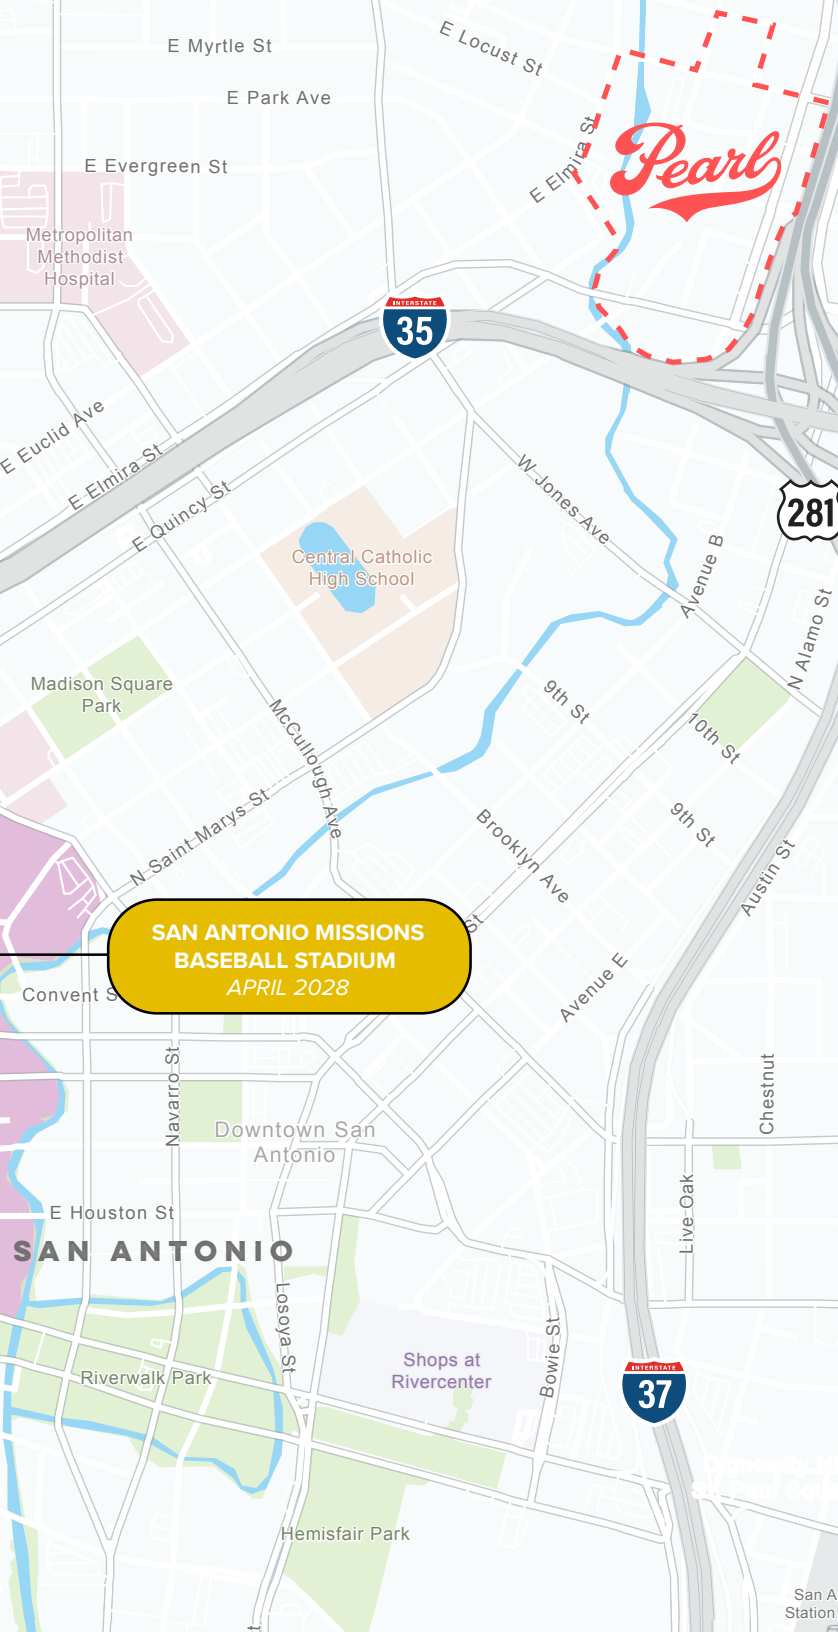 E Myrtle St
E Locust St
E Park Ave
E Elmira St
E Evergreen St
Pearl
Metropolitan
Methodist
Hospital
INTERSTATE
35
E Euclid Ave
E Elmira St
E Quincy St
W Jones Ave
281
Central Catholic
High School
Avenue B
N Alamo St
Madison Square
Park
9th St
10th St
McCullough Ave
N Saint Marys St
Brooklyn Ave
9th St
Austin St
St
SAN ANTONIO MISSIONS
BASEBALL STADIUM
APRIL 2028
Convent S
Avenue E
Navarro St
Chestnut
Downtown San
Antonio
Live Oak
E Houston St
SAN ANTONIO
Losoya St
Bowie St
Shops at
Rivercenter
Riverwalk Park
INTERSTATE
37
Hemisfair Park
San A
Station